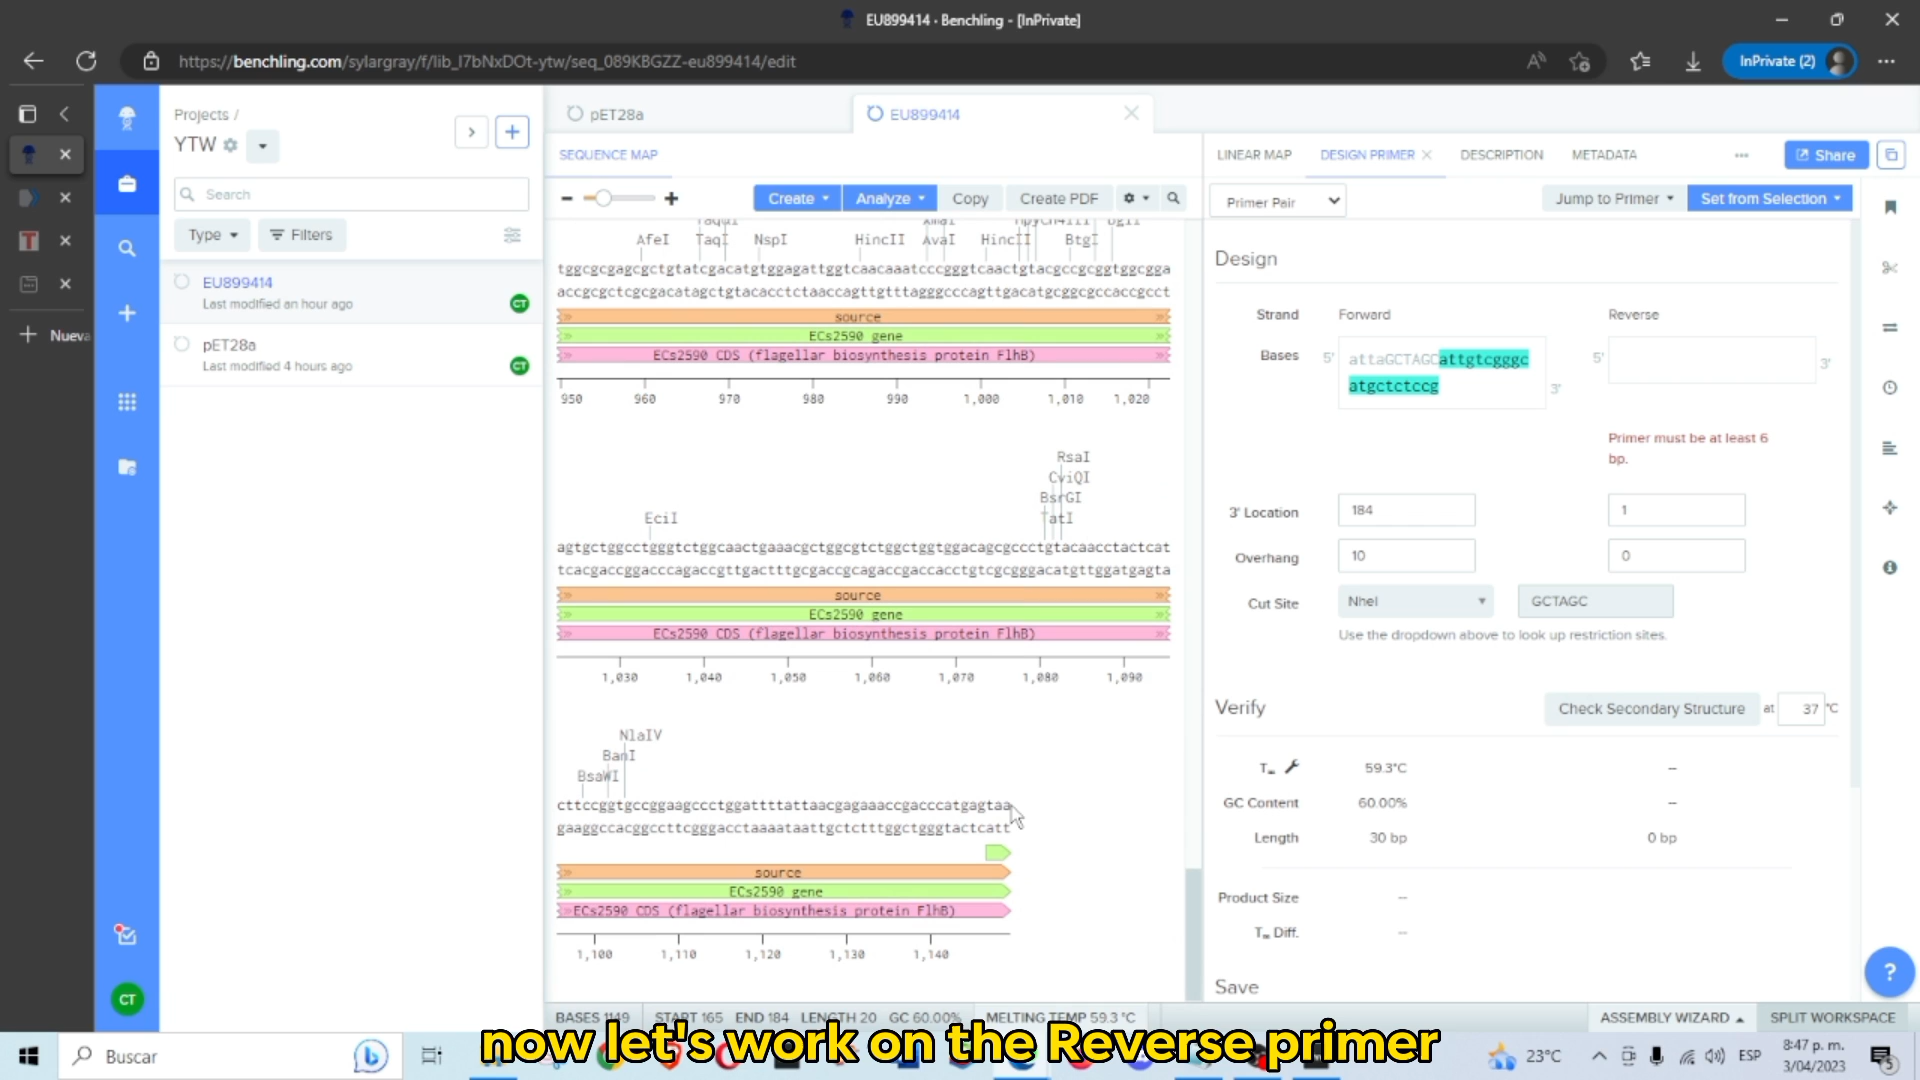 EU899414 · Benchling - [InPrivate]
https://benchling.com/sylargray/f/lib_I7bNxDOt-ytw/seq_089KBGZZ-eu899414/edit
InPrivate (2)
Nueva
Projects /
YTW
Search
Type
Filters
EU899414
Last modified an hour ago
CT
pET28a
Last modified 4 hours ago
CT
CT
pET28a
EU899414
SEQUENCE MAP
Create
Analyze
Copy
Create PDF
AfeI TaqI NspI HincII AvaI HincII BtgI
tggcgcgagcgctgtatcgacatgtggagattggtcaacaaatcccgggtcaactgtacgccgcggtggcgga
accgcgctcgcgacatagctgtacacctctaaccagttgtttagggcccagttgacatgcggcgccaccgcct
source
ECs2590 gene
ECs2590 CDS (flagellar biosynthesis protein FlhB)
950 960 970 980 990 1,000 1,010 1,020
RsaI
CviQI
BsrGI
EciI TatI
agtgctggcctgggtctggcaactgaaacgctggcgtctggctggtggacagcgccctgtacaacctactcat
tcacgaccggacccagaccgttgactttgcgaccgcagaccgaccacctgtcgcgggacatgttggatgagta
source
ECs2590 gene
ECs2590 CDS (flagellar biosynthesis protein FlhB)
1,030 1,040 1,050 1,060 1,070 1,080 1,090
NlaIV
BanI
BsaWI
cttccggtgccggaagccctggattttattaacgagaaaccgacccatgagtaa
gaaggccacggccttcgggacctaaaataattgctctttggctgggtactcatt
source
ECs2590 gene
ECs2590 CDS (flagellar biosynthesis protein FlhB)
1,100 1,110 1,120 1,130 1,140
BASES 1149 START 165 END 184 LENGTH 20 GC 60.00% MELTING TEMP 59.3 °C
LINEAR MAP
DESIGN PRIMER
DESCRIPTION
METADATA
Share
Primer Pair
Jump to Primer
Set from Selection
Design
Strand Forward Reverse
Bases 5' attaGCTAGCattgtcgggc 5' 3'
atgctctccg 3'
Primer must be at least 6
bp.
3' Location 184 1
Overhang 10 0
Cut Site NheI GCTAGC
Use the dropdown above to look up restriction sites.
Verify
Check Secondary Structure at 37 °C
Tm 59.3°C --
GC Content 60.00% --
Length 30 bp 0 bp
Product Size --
Tm Diff. --
Save
?
ASSEMBLY WIZARD
SPLIT WORKSPACE
now let's work on the Reverse primer
Buscar
23°C
ESP
8:47 p. m.
3/04/2023
5